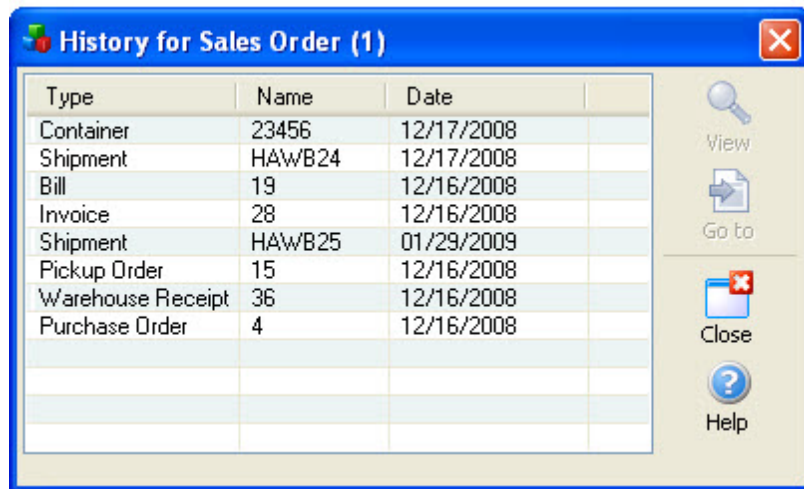 History for Sales Order (1)
Type Name Date
Container 23456 12/17/2008
Shipment HAWB24 12/17/2008
Bill 19 12/16/2008
Invoice 28 12/16/2008
Shipment HAWB25 01/29/2009
Pickup Order 15 12/16/2008
Warehouse Receipt 36 12/16/2008
Purchase Order 4 12/16/2008
View
Go to
Close
Help